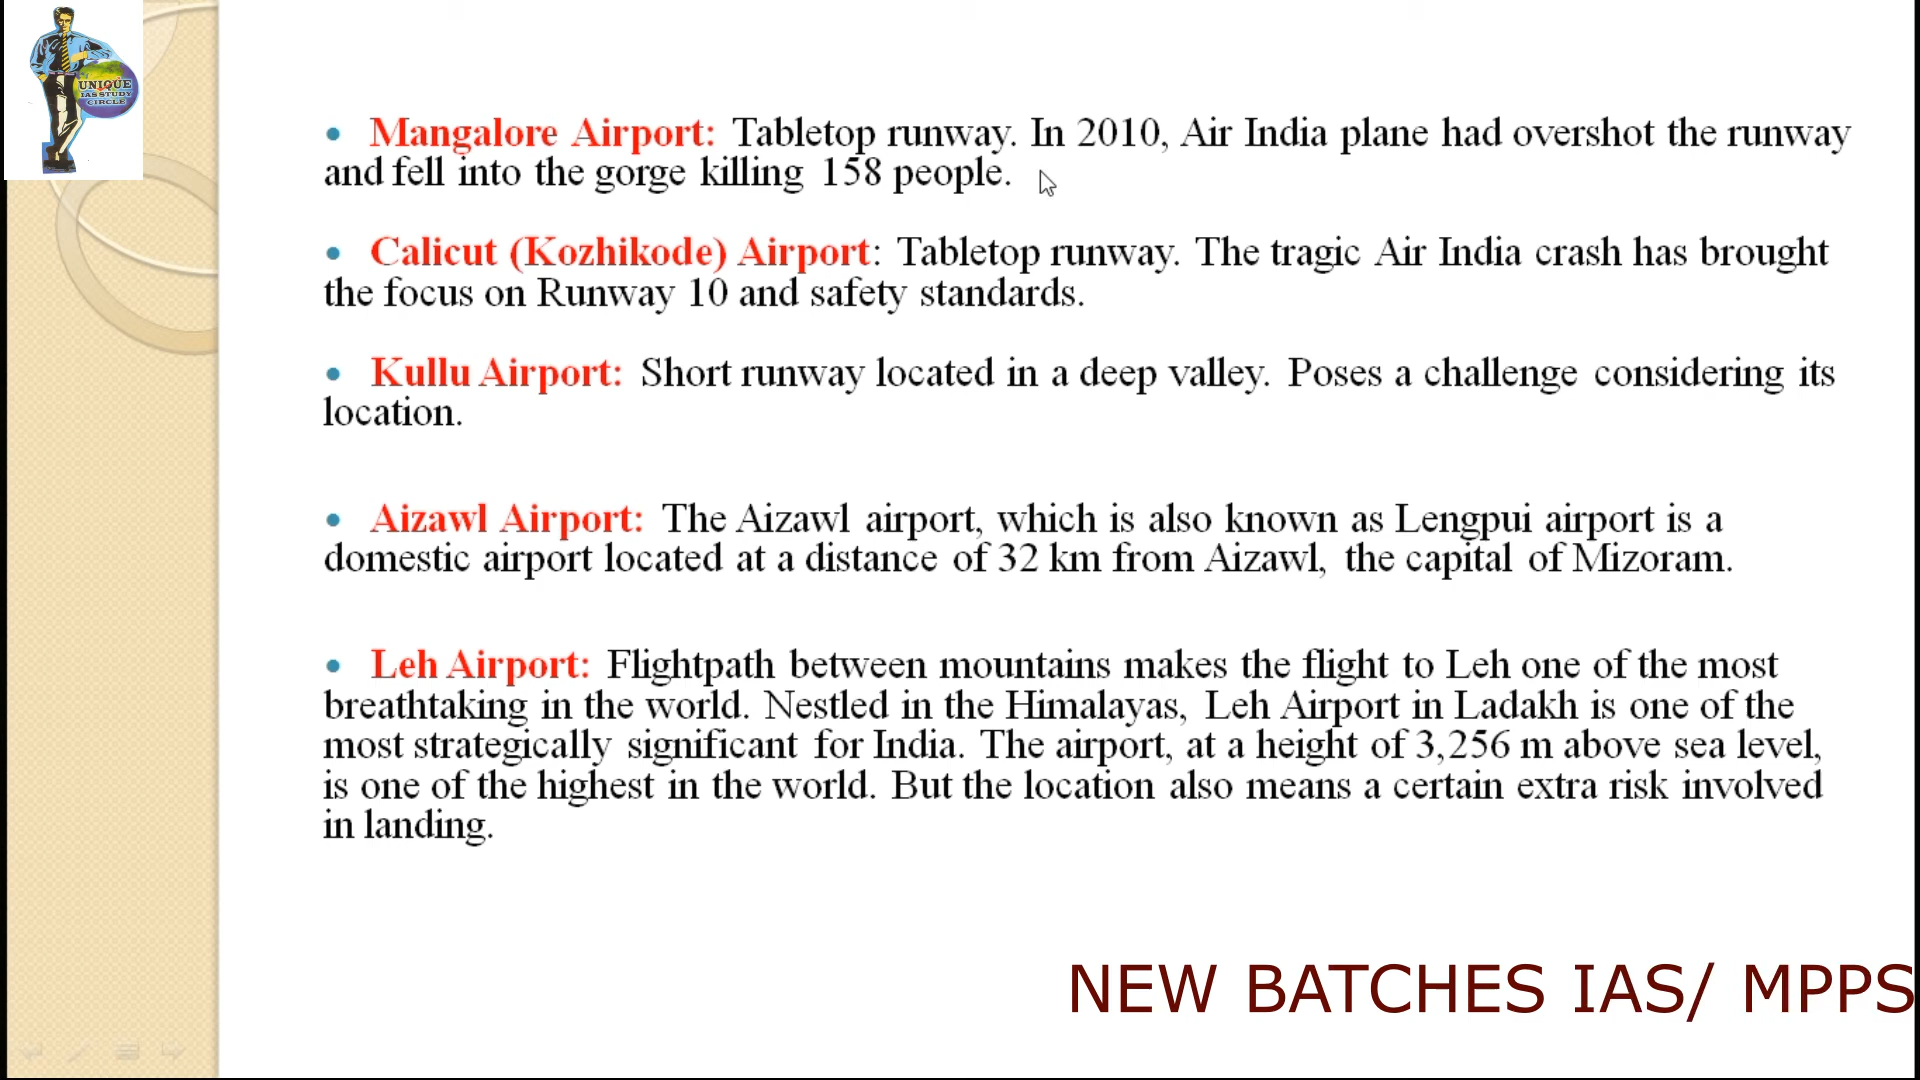 UNIQUE
IAS STUDY
CIRCLE
• Mangalore Airport: Tabletop runway. In 2010, Air India plane had overshot the runway
and fell into the gorge killing 158 people.
• Calicut (Kozhikode) Airport: Tabletop runway. The tragic Air India crash has brought
the focus on Runway 10 and safety standards.
• Kullu Airport: Short runway located in a deep valley. Poses a challenge considering its
location.
• Aizawl Airport: The Aizawl airport, which is also known as Lengpui airport is a
domestic airport located at a distance of 32 km from Aizawl, the capital of Mizoram.
• Leh Airport: Flightpath between mountains makes the flight to Leh one of the most
breathtaking in the world. Nestled in the Himalayas, Leh Airport in Ladakh is one of the
most strategically significant for India. The airport, at a height of 3,256 m above sea level,
is one of the highest in the world. But the location also means a certain extra risk involved
in landing.
NEW BATCHES IAS/ MPPS